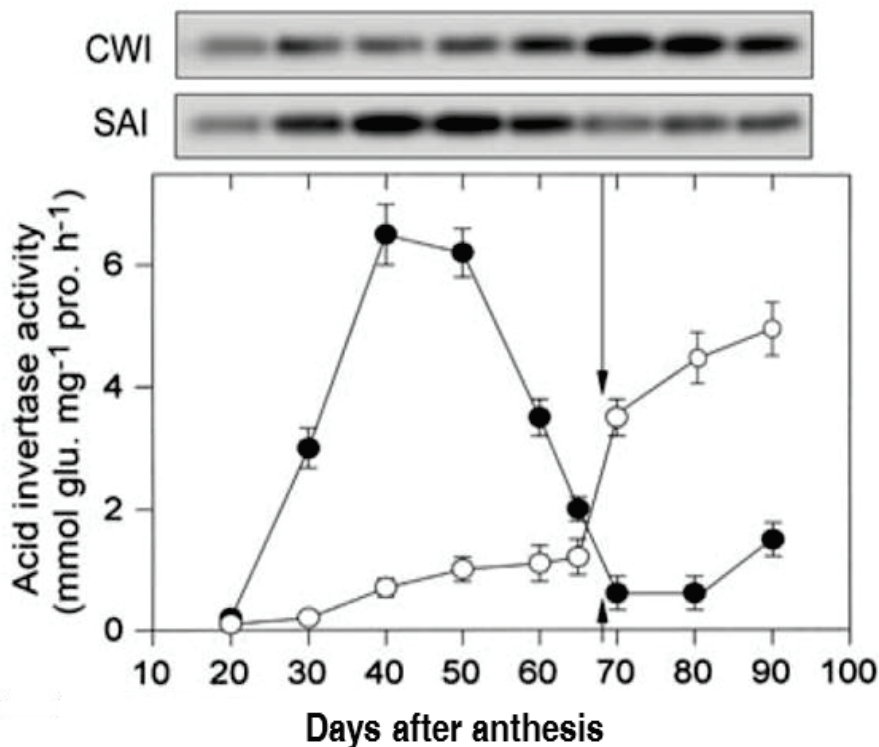 CWI
SAI
Acid invertase activity
(mmol glu. mg⁻¹ pro. h⁻¹)
6
4
2
0
10 20 30 40 50 60 70 80 90 100
Days after anthesis